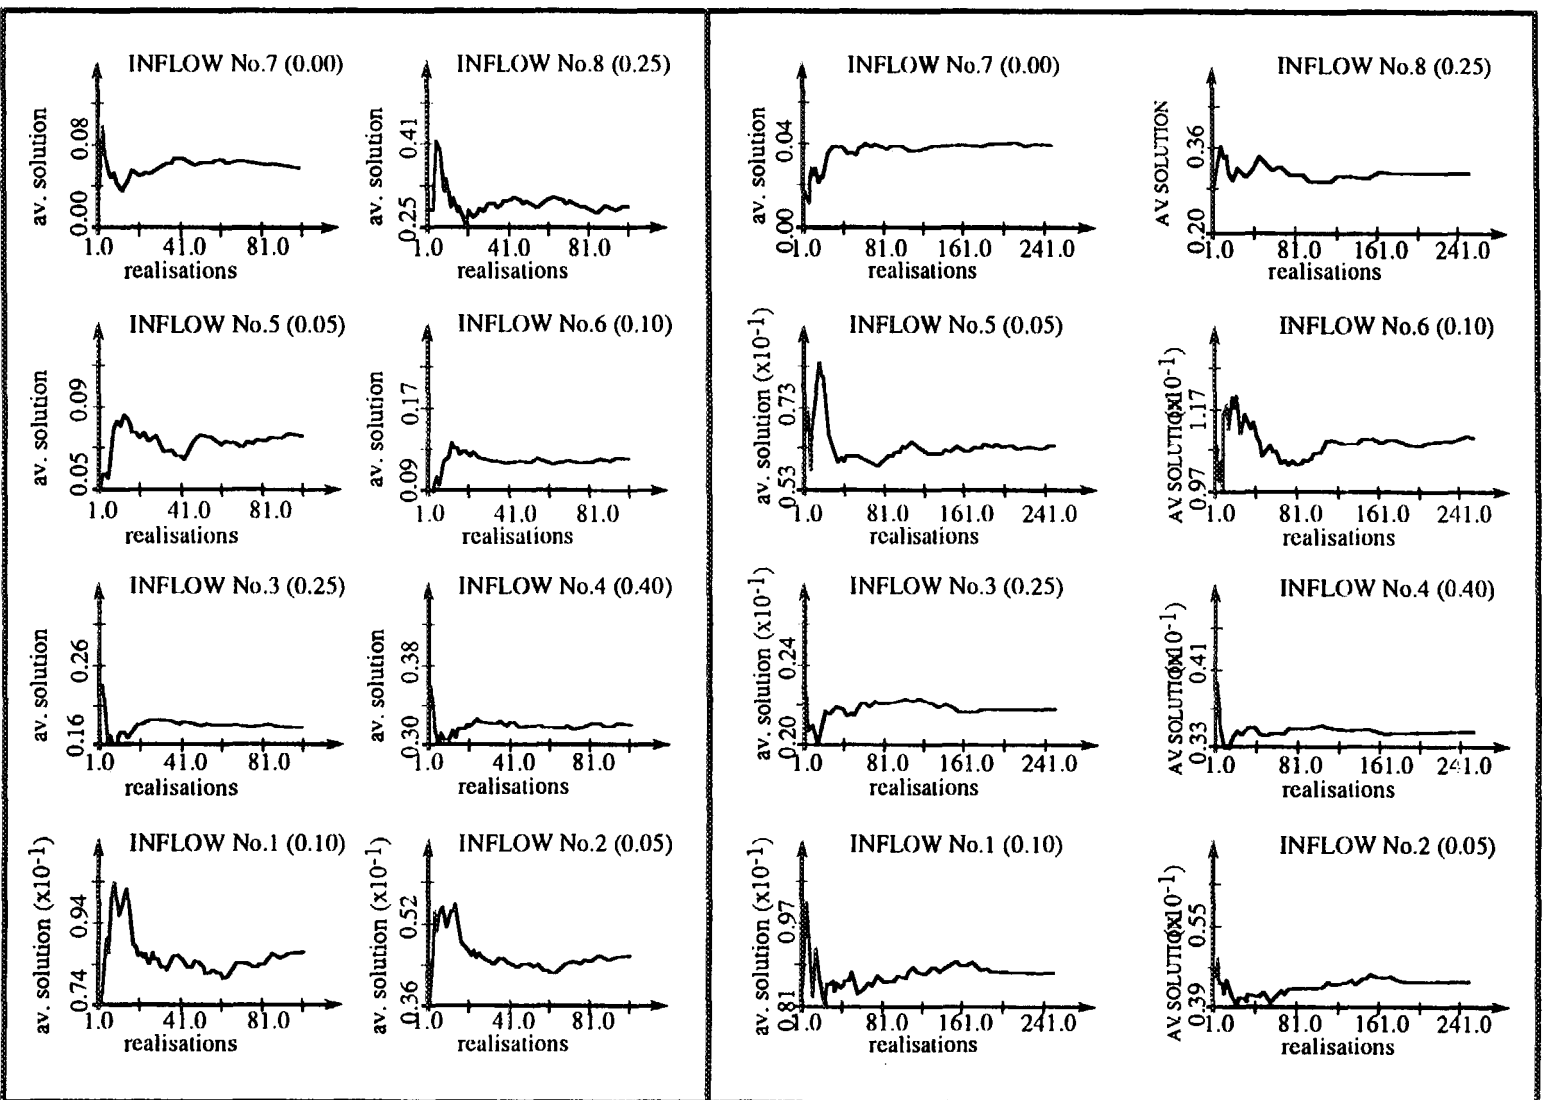 INFLOW No.7 (0.00)
av. solution
0.08
0.00
1.0 41.0 81.0
realisations
INFLOW No.8 (0.25)
av. solution
0.41
0.25
1.0 41.0 81.0
realisations
INFLOW No.5 (0.05)
av. solution
0.09
0.05
1.0 41.0 81.0
realisations
INFLOW No.6 (0.10)
av. solution
0.17
0.09
1.0 41.0 81.0
realisations
INFLOW No.3 (0.25)
av. solution
0.26
0.16
1.0 41.0 81.0
realisations
INFLOW No.4 (0.40)
av. solution
0.38
0.30
1.0 41.0 81.0
realisations
INFLOW No.1 (0.10)
av. solution (x10-1)
0.94
0.74
1.0 41.0 81.0
realisations
INFLOW No.2 (0.05)
av. solution (x10-1)
0.52
0.36
1.0 41.0 81.0
realisations
INFLOW No.7 (0.00)
av. solution
0.04
0.00
1.0 81.0 161.0 241.0
realisations
INFLOW No.8 (0.25)
AV SOLUTION
0.36
0.20
1.0 81.0 161.0 241.0
realisations
INFLOW No.5 (0.05)
av. solution (x10-1)
0.73
0.53
1.0 81.0 161.0 241.0
realisations
INFLOW No.6 (0.10)
AV SOLUTION (x10-1)
1.17
0.97
1.0 81.0 161.0 241.0
realisations
INFLOW No.3 (0.25)
av. solution (x10-1)
0.24
0.20
1.0 81.0 161.0 241.0
realisations
INFLOW No.4 (0.40)
AV SOLUTION (x10-1)
0.41
0.33
1.0 81.0 161.0 241.0
realisations
INFLOW No.1 (0.10)
av. solution (x10-1)
0.97
0.81
1.0 81.0 161.0 241.0
realisations
INFLOW No.2 (0.05)
AV SOLUTION (x10-1)
0.55
0.39
1.0 81.0 161.0 241.0
realisations